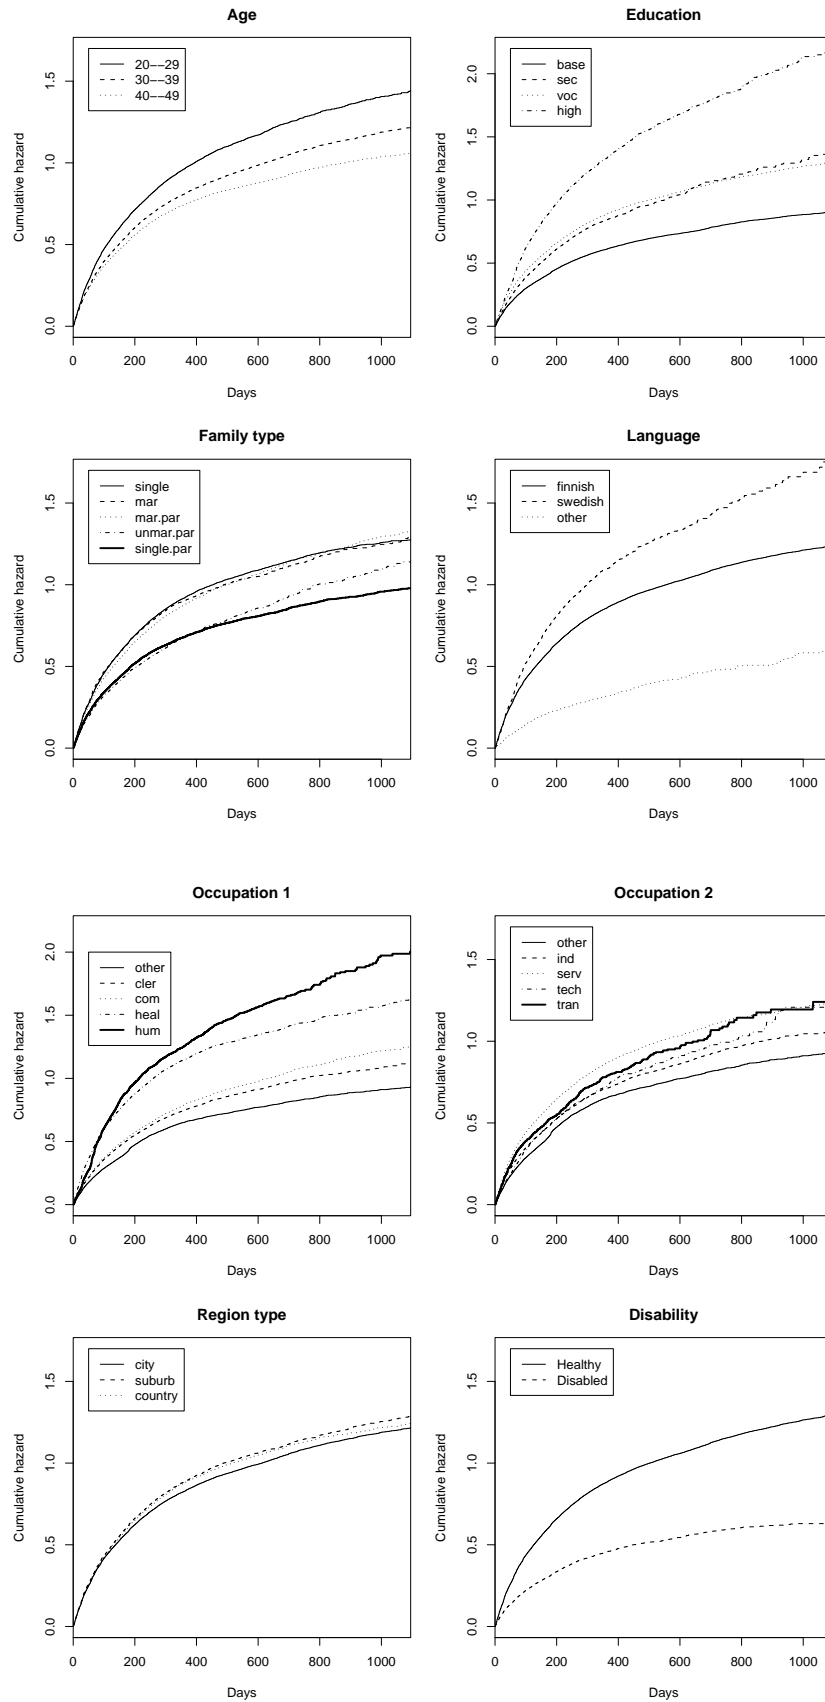 Age
Cumulative hazard
0.0 0.5 1.0 1.5
20--29
30--39
40--49
0 200 400 600 800 1000
Days
Education
Cumulative hazard
0.0 0.5 1.0 1.5 2.0
base
sec
voc
high
0 200 400 600 800 1000
Days
Family type
Cumulative hazard
0.0 0.5 1.0 1.5
single
mar
mar.par
unmar.par
single.par
0 200 400 600 800 1000
Days
Language
Cumulative hazard
0.0 0.5 1.0 1.5
finnish
swedish
other
0 200 400 600 800 1000
Days
Occupation 1
Cumulative hazard
0.0 0.5 1.0 1.5 2.0
other
cler
com
heal
hum
0 200 400 600 800 1000
Days
Occupation 2
Cumulative hazard
0.0 0.5 1.0 1.5
other
ind
serv
tech
tran
0 200 400 600 800 1000
Days
Region type
Cumulative hazard
0.0 0.5 1.0 1.5
city
suburb
country
0 200 400 600 800 1000
Days
Disability
Cumulative hazard
0.0 0.5 1.0 1.5
Healthy
Disabled
0 200 400 600 800 1000
Days